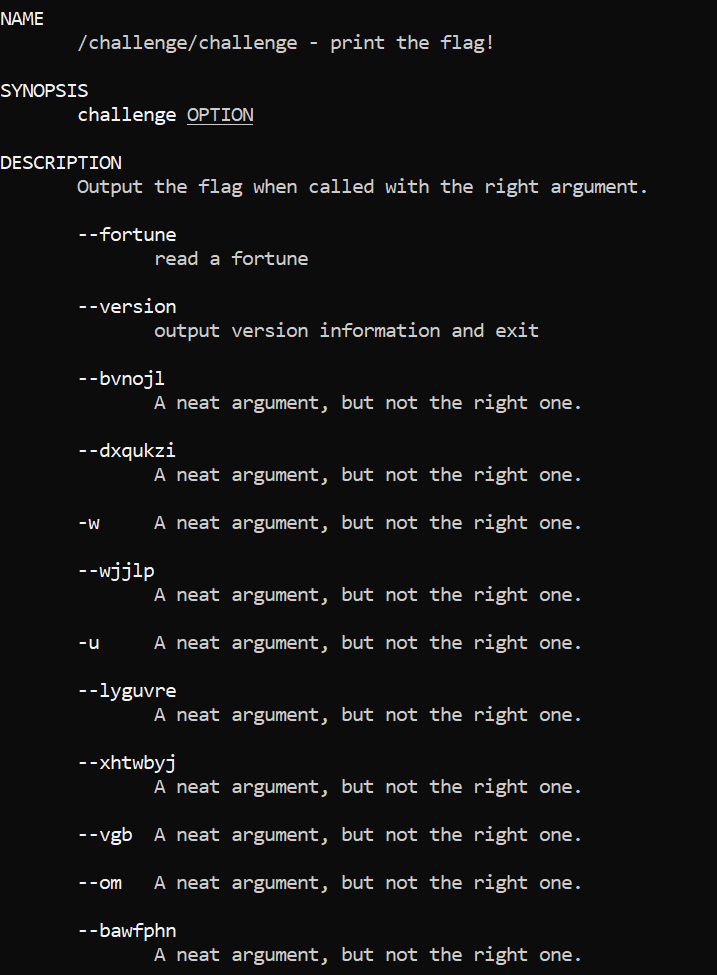 NAME
/challenge/challenge - print the flag!
SYNOPSIS
challenge OPTION
DESCRIPTION
Output the flag when called with the right argument.
--fortune
read a fortune
--version
output version information and exit
--bvnojl
A neat argument, but not the right one.
--dxqukzi
A neat argument, but not the right one.
-w A neat argument, but not the right one.
--wjjlp
A neat argument, but not the right one.
-u A neat argument, but not the right one.
--lyguvre
A neat argument, but not the right one.
--xhtwbyj
A neat argument, but not the right one.
--vgb A neat argument, but not the right one.
--om A neat argument, but not the right one.
--bawfphn
A neat argument, but not the right one.